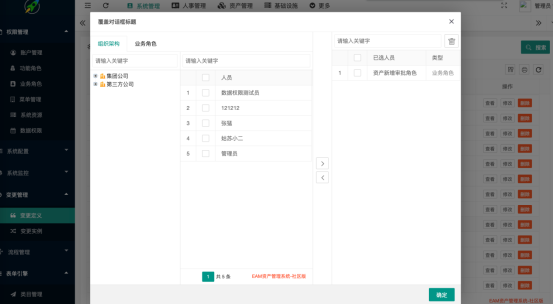 系统管理 人事管理 资产管理 基础设施 更多 管理员
权限管理
账户管理
功能角色
业务角色
菜单管理
系统资源
数据权限
系统配置
系统监控
变更管理
变更定义
变更实例
流程管理
表单引擎
覆盖对话框标题
组织架构 业务角色
请输入关键字 请输入关键字
集团公司
第三方公司
人员
1 数据权限测试员
2 121212
3 张猛
4 姑苏小二
5 管理员
1 共 5 条 EAM资产管理系统-社区版
请输入关键字
已选人员 类型
1 资产新增审批角色 业务角色
确定
搜索
操作
查看 修改 删除
查看 修改 删除
查看 修改 删除
查看 修改 删除
查看 修改 删除
查看 修改 删除
查看 修改 删除
查看 修改 删除
查看 修改 删除
查看 修改 删除
查看 修改 删除
查看 修改 删除
EAM资产管理系统-社区版